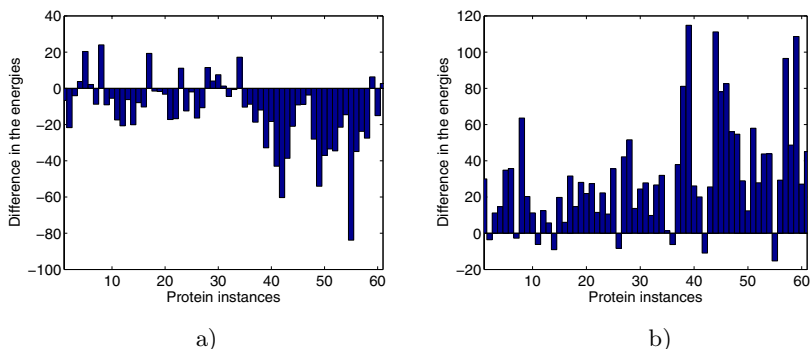 40
20
0
−20
−40
−60
−80
−100
Difference in the energies
10 20 30 40 50 60
Protein instances
a)
120
100
80
60
40
20
0
−20
Difference in the energies
10 20 30 40 50 60
Protein instances
b)